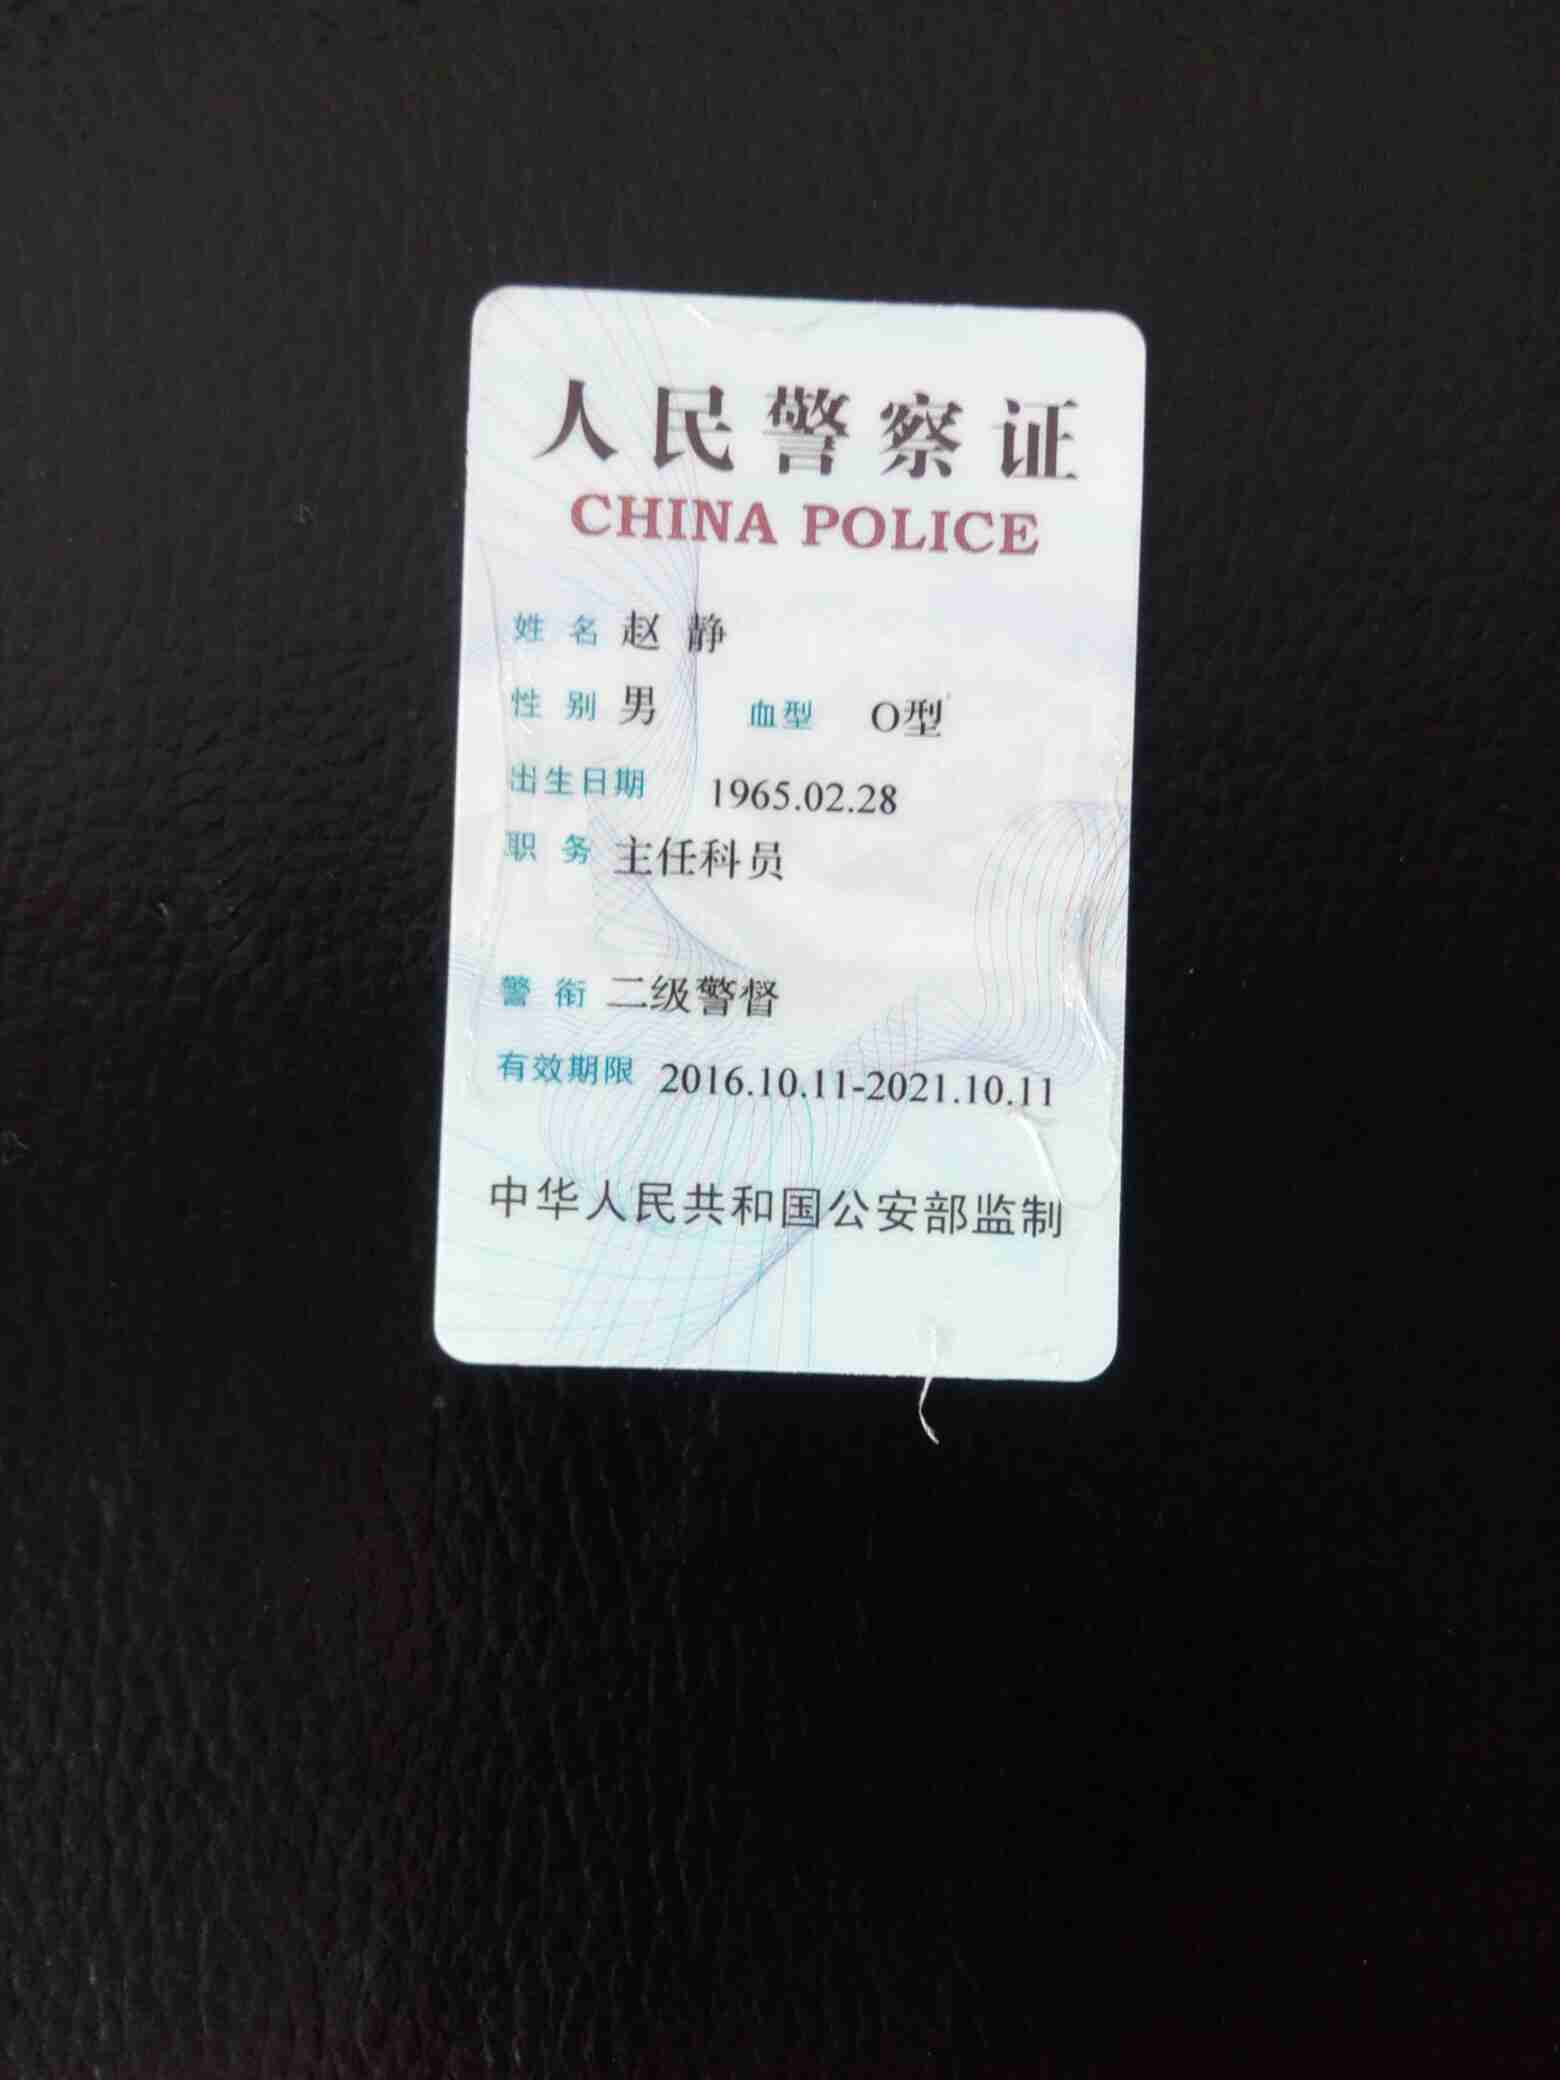 人民警察证
CHINA POLICE
姓 名 赵 静
性 别 男 血型 O型
出生日期 1965.02.28
职 务 主任科员
警 衔 二级警督
有效期限 2016.10.11-2021.10.11
中华人民共和国公安部监制